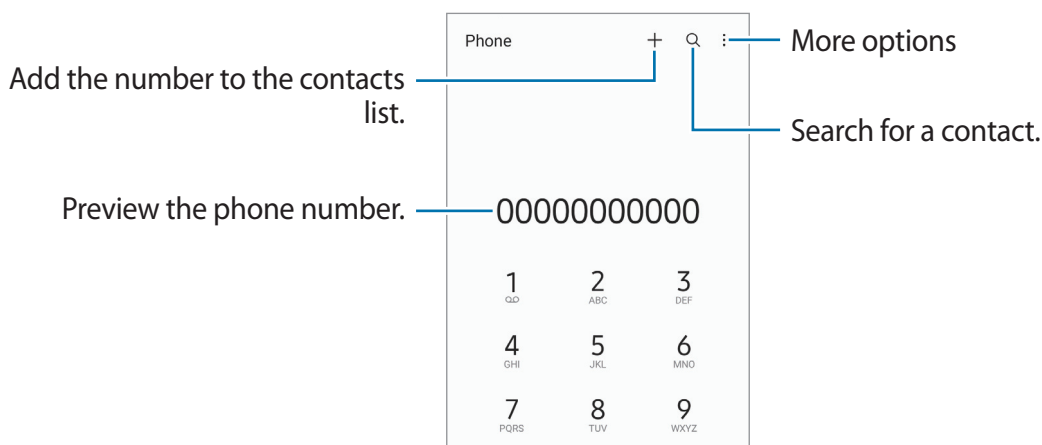 Phone
More options
Add the number to the contacts
list.
Search for a contact.
Preview the phone number.
00000000000
1 2 3
ABC DEF
4 5 6
GHI JKL MNO
7 8 9
PQRS TUV WXYZ